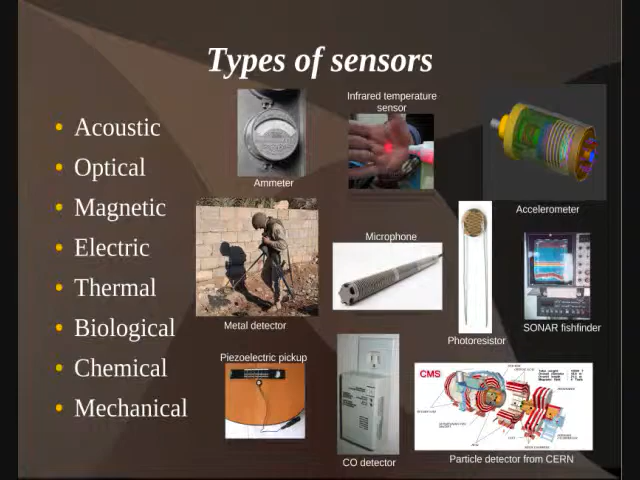 Types of sensors
Acoustic
Optical
Magnetic
Electric
Thermal
Biological
Chemical
Mechanical
Ammeter
Infrared temperature
sensor
Accelerometer
Metal detector
Microphone
Photoresistor
SONAR fishfinder
Piezoelectric pickup
CO detector
CMS
Particle detector from CERN